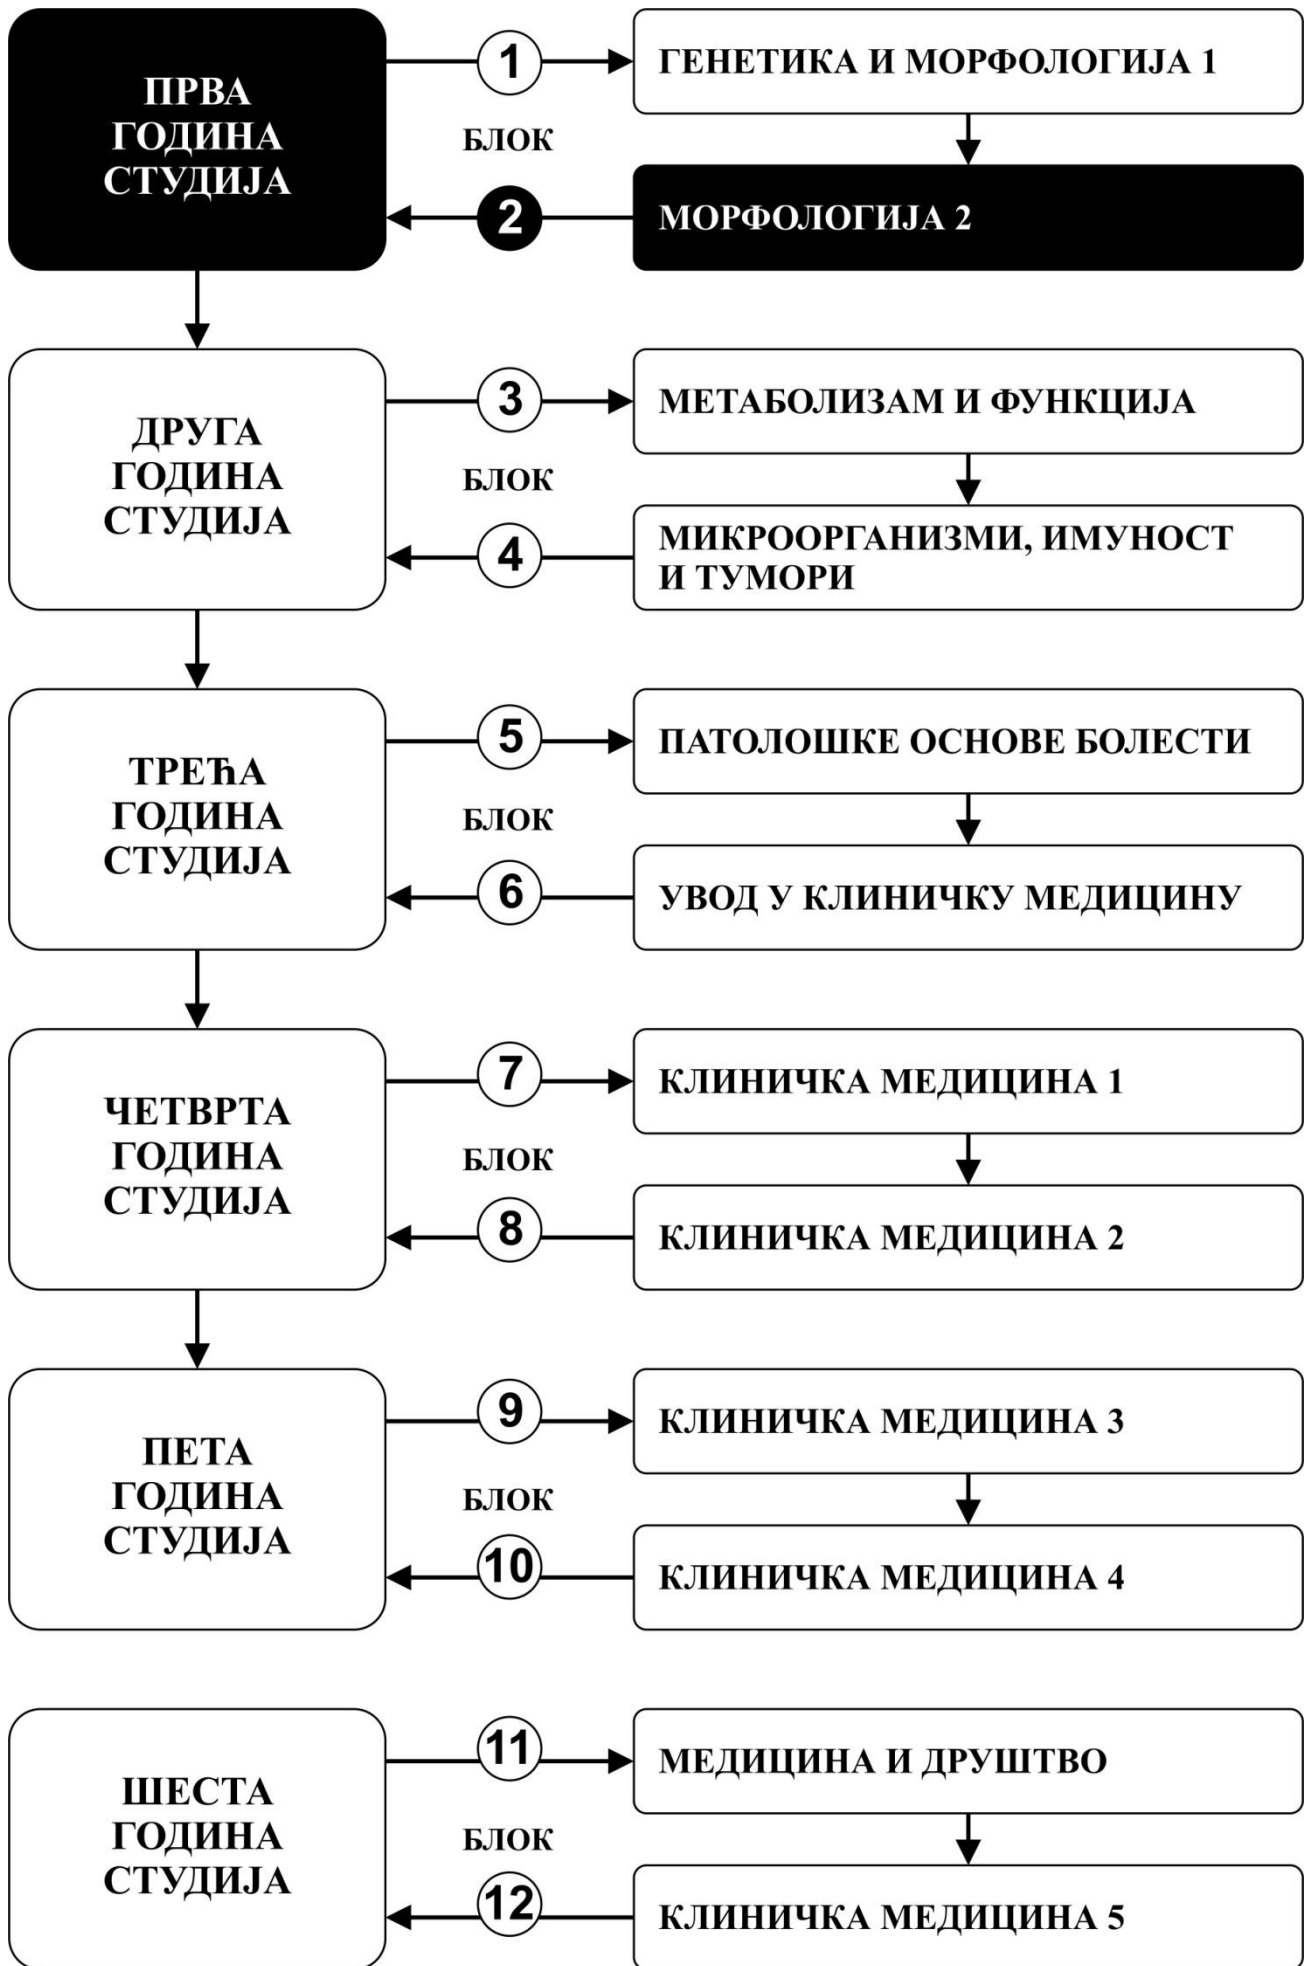 ПРВА
ГОДИНА
СТУДИЈА
1
БЛОК
2
ГЕНЕТИКА И МОРФОЛОГИЈА 1
МОРФОЛОГИЈА 2
ДРУГА
ГОДИНА
СТУДИЈА
3
БЛОК
4
МЕТАБОЛИЗАМ И ФУНКЦИЈА
МИКРООРГАНИЗМИ, ИМУНОСТ
И ТУМОРИ
ТРЕЋА
ГОДИНА
СТУДИЈА
5
БЛОК
6
ПАТОЛОШКЕ ОСНОВЕ БОЛЕСТИ
УВОД У КЛИНИЧКУ МЕДИЦИНУ
ЧЕТВРТА
ГОДИНА
СТУДИЈА
7
БЛОК
8
КЛИНИЧКА МЕДИЦИНА 1
КЛИНИЧКА МЕДИЦИНА 2
ПЕТА
ГОДИНА
СТУДИЈА
9
БЛОК
10
КЛИНИЧКА МЕДИЦИНА 3
КЛИНИЧКА МЕДИЦИНА 4
ШЕСТА
ГОДИНА
СТУДИЈА
11
БЛОК
12
МЕДИЦИНА И ДРУШТВО
КЛИНИЧКА МЕДИЦИНА 5